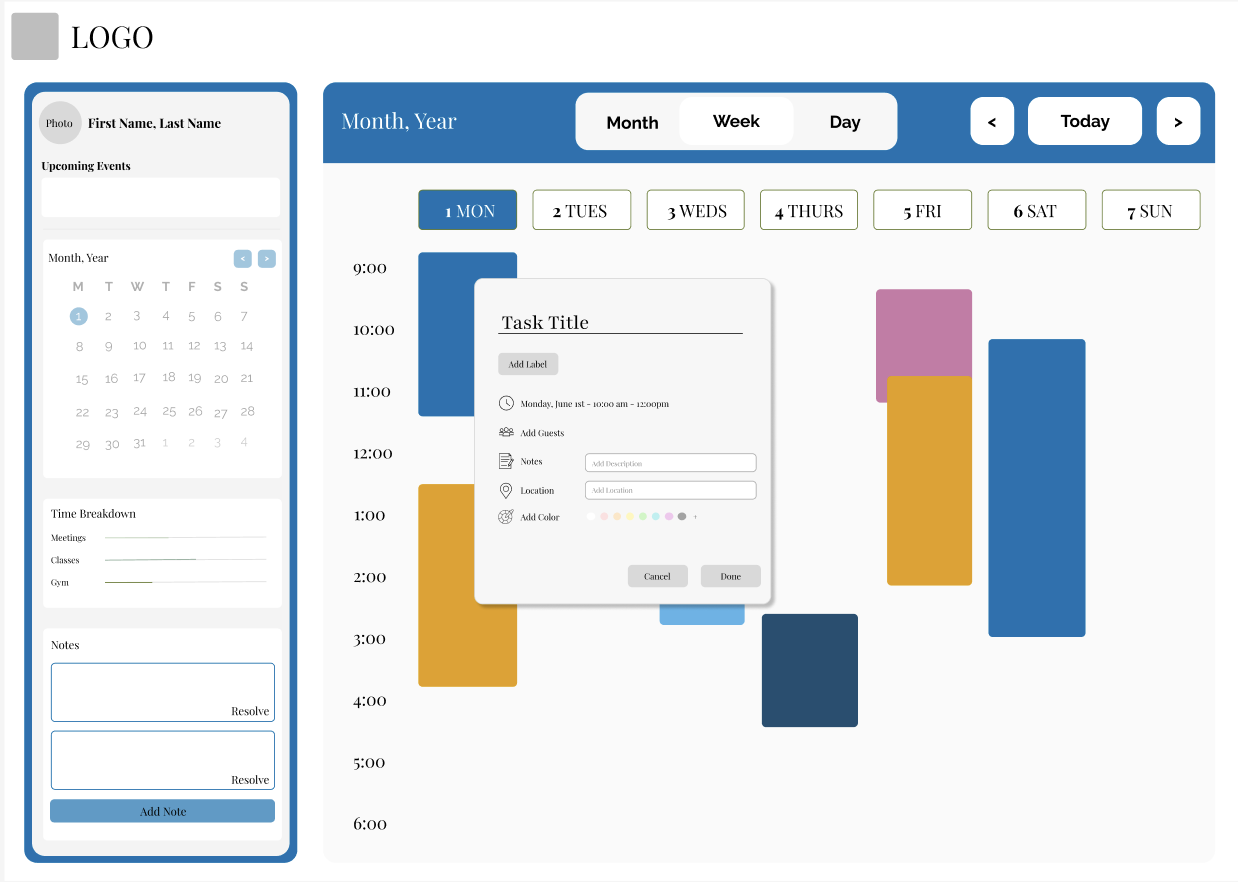 LOGO
Photo
First Name, Last Name
Upcoming Events
Month, Year
< >
M T W T F S S
1 2 3 4 5 6 7
8 9 10 11 12 13 14
15 16 17 18 19 20 21
22 23 24 25 26 27 28
29 30 31 1 2 3 4
Time Breakdown
Meetings
Classes
Gym
Notes
Resolve
Resolve
Add Note
Month, Year
Month Week Day
< Today >
1 MON 2 TUES 3 WEDS 4 THURS 5 FRI 6 SAT 7 SUN
9:00
10:00
11:00
12:00
1:00
2:00
3:00
4:00
5:00
6:00
Task Title
Add Label
Monday, June 1st - 10:00 am - 12:00pm
Add Guests
Notes Add Description
Location Add Location
Add Color
Cancel Done